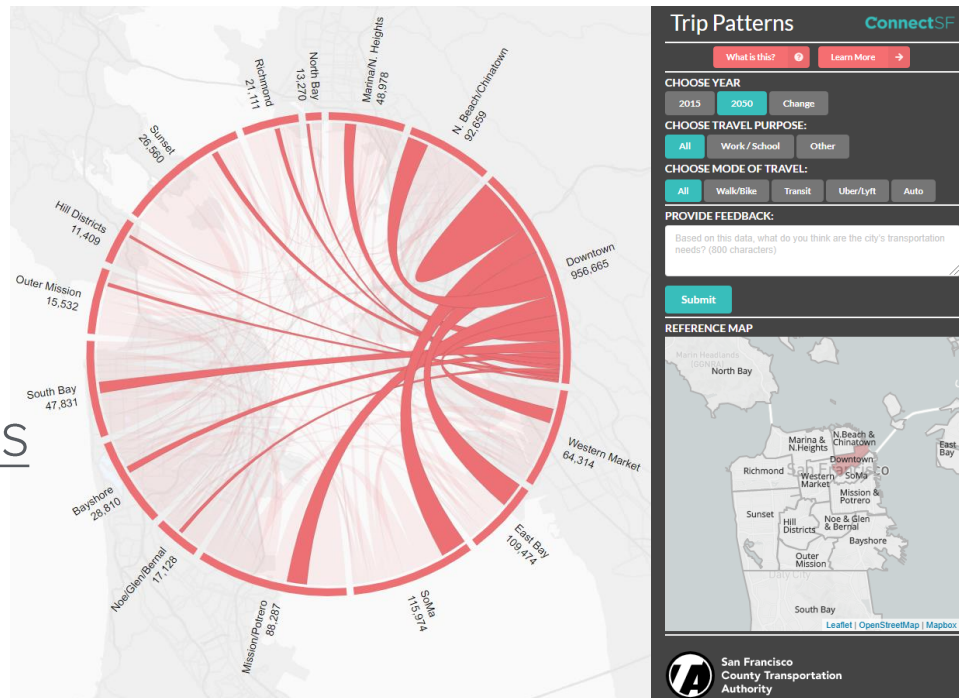 Trip Patterns
ConnectSF
What is this?
Learn More
CHOOSE YEAR
2015
2050
Change
CHOOSE TRAVEL PURPOSE:
All
Work / School
Other
CHOOSE MODE OF TRAVEL:
All
Walk/Bike
Transit
Uber/Lyft
Auto
PROVIDE FEEDBACK:
Based on this data, what do you think are the city's transportation
needs? (800 characters)
Submit
REFERENCE MAP
Marin Headlands
(GGNRA)
North Bay
Marina &
N.Heights
N.Beach &
Chinatown
East
Bay
Downtown
San Francisco
Richmond
Western
Market
SoMa
Mission &
Potrero
Sunset
Hill
Districts
Noe & Glen
& Bernal
Bayshore
Outer
Mission
Daly City
South Bay
Leaflet | OpenStreetMap | Mapbox
San Francisco
County Transportation
Authority
North Bay
13,270
Marina/N. Heights
48,978
N. Beach/Chinatown
92,659
Downtown
956,665
Western Market
64,314
East Bay
109,474
SoMa
115,974
Mission/Potrero
88,287
Noe/Glen/Bernal
17,128
Bayshore
28,810
South Bay
47,831
Outer Mission
15,532
Hill Districts
11,409
Sunset
26,560
Richmond
21,111
S